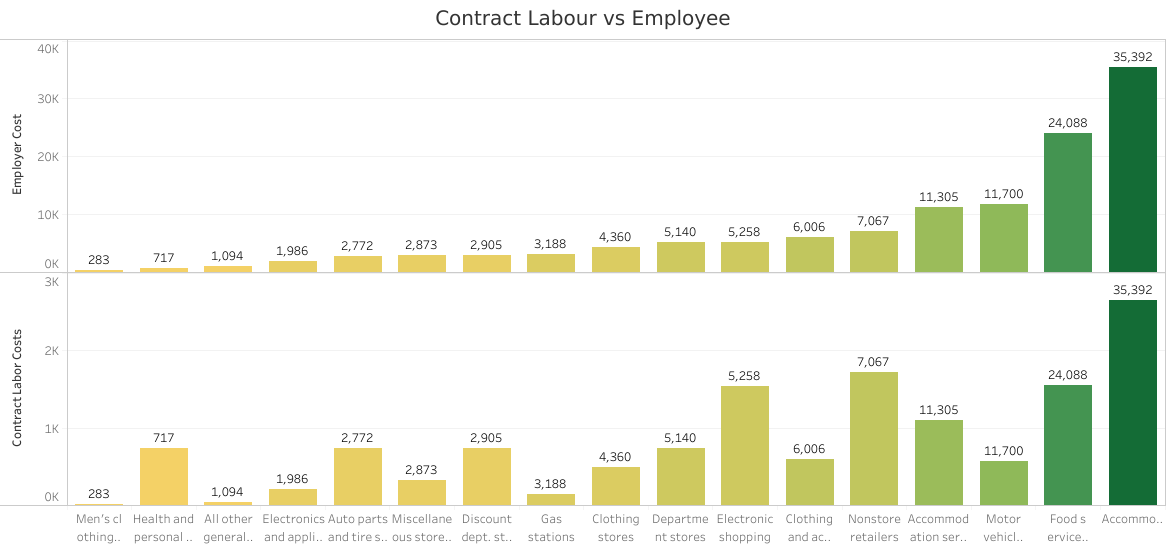 Contract Labour vs Employee
Employer Cost
40K
30K
20K
10K
0K
283
717
1,094
1,986
2,772
2,873
2,905
3,188
4,360
5,140
5,258
6,006
7,067
11,305
11,700
24,088
35,392
Contract Labor Costs
3K
2K
1K
0K
283
717
1,094
1,986
2,772
2,873
2,905
3,188
4,360
5,140
5,258
6,006
7,067
11,305
11,700
24,088
35,392
Men's cl
othing..
Health and
personal ..
All other
general..
Electronics
and appli..
Auto parts
and tire s..
Miscellane
ous store..
Discount
dept. st..
Gas
stations
Clothing
stores
Departme
nt stores
Electronic
shopping
Clothing
and ac..
Nonstore
retailers
Accommod
ation ser..
Motor
vehicl..
Food s
ervice..
Accommo..